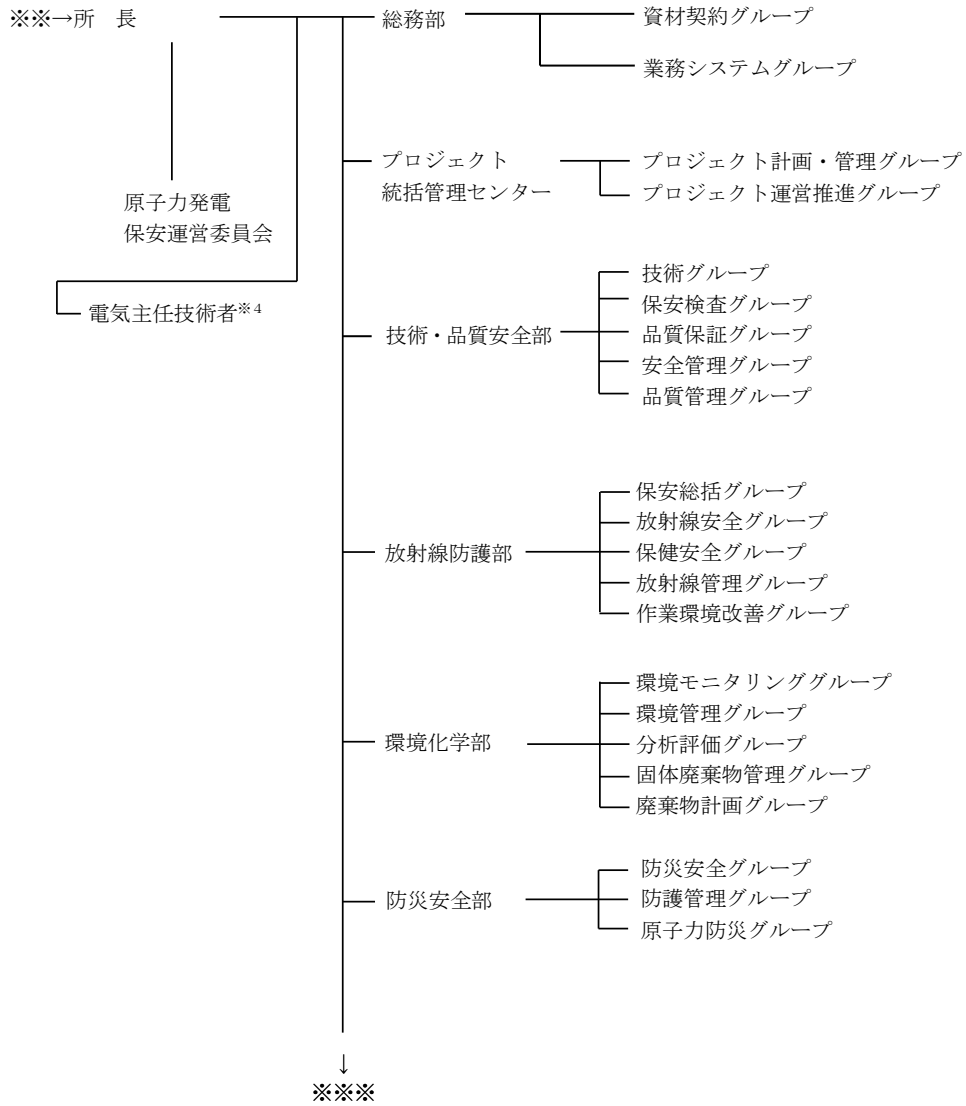 ※※→所　長
総務部
資材契約グループ
業務システムグループ
プロジェクト
統括管理センター
プロジェクト計画・管理グループ
プロジェクト運営推進グループ
原子力発電
保安運営委員会
電気主任技術者※4
技術・品質安全部
技術グループ
保安検査グループ
品質保証グループ
安全管理グループ
品質管理グループ
放射線防護部
保安総括グループ
放射線安全グループ
保健安全グループ
放射線管理グループ
作業環境改善グループ
環境化学部
環境モニタリンググループ
環境管理グループ
分析評価グループ
固体廃棄物管理グループ
廃棄物計画グループ
防災安全部
防災安全グループ
防護管理グループ
原子力防災グループ
↓
※※※